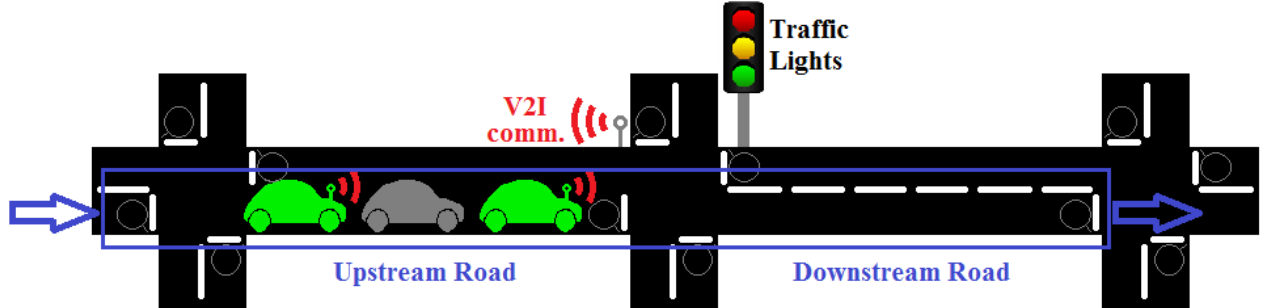 Traffic
Lights
V2I
comm.
Upstream Road
Downstream Road